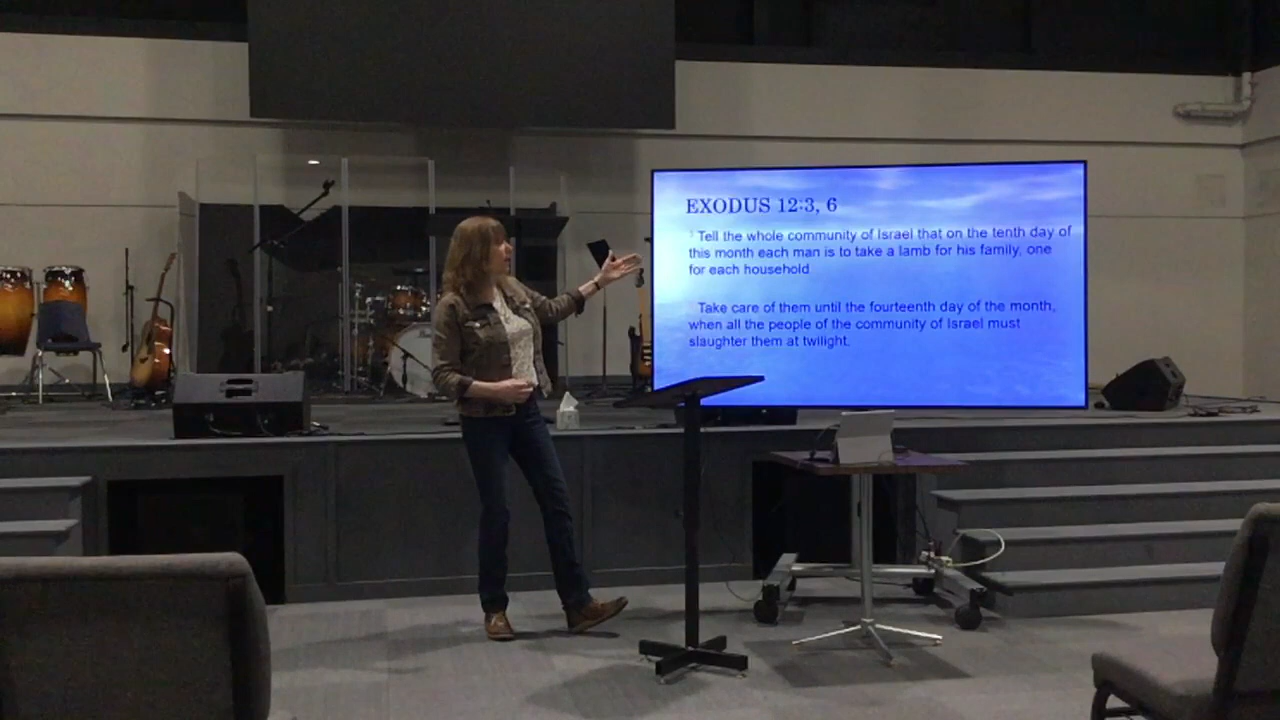 EXODUS 12:3, 6
3 Tell the whole community of Israel that on the tenth day of
this month each man is to take a lamb for his family, one
for each household
Take care of them until the fourteenth day of the month,
when all the people of the community of Israel must
slaughter them at twilight.